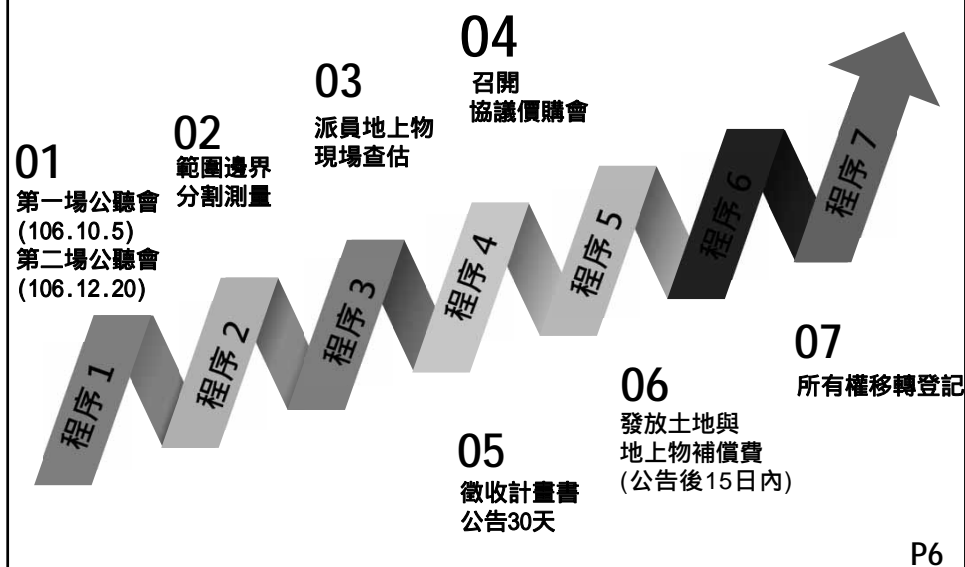 01
第一場公聽會
(106.10.5)
第二場公聽會
(106.12.20)
02
範圍邊界
分割測量
03
派員地上物
現場查估
04
召開
協議價購會
05
徵收計畫書
公告30天
06
發放土地與
地上物補償費
(公告後15日內)
07
所有權移轉登記
程序 1
程序 2
程序 3
程序 4
程序 5
程序 6
程序 7
P6